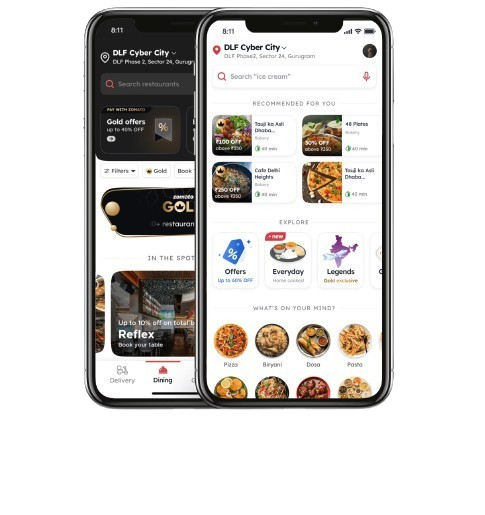 8:11
DLF Cyber City
DLF Phase 2, Sector 24, Gurugr
Search restaurants
PAY WITH ZOMATO
Gold offers
up to 40% OFF
%
Filters
Gold
Book
zomato
GOL
restauran
IN THE SPOT
Up to 10% off on total b
Reflex
Book your table
Delivery
Dining
8:11
DLF Cyber City
DLF Phase2, Sector 24, Gurugram
Search “ice cream”
RECOMMENDED FOR YOU
₹100 OFF
above ₹350
Tauji ka Asli
Dhaba...
Bakery
40 min
50% OFF
above ₹350
48 Plates
Bakery
40 min
₹250 OFF
above ₹350
Cafe Delhi
Heights
Bakery
40 min
Tauji ka Asli
Dhaba...
Bakery
40 min
EXPLORE
%
Offers
Up to 60% OFF
new
Everyday
Home cooked
Legends
Gold exclusive
WHAT'S ON YOUR MIND?
Pizza
Biryani
Dosa
Pasta